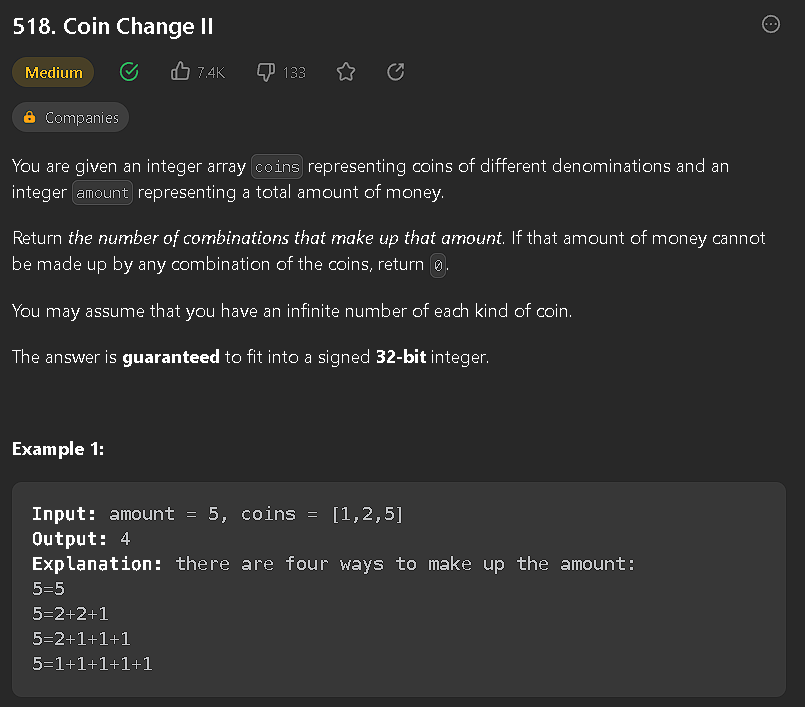 518. Coin Change II
Medium 7.4K 133
Companies
You are given an integer array coins representing coins of different denominations and an
integer amount representing a total amount of money.
Return the number of combinations that make up that amount. If that amount of money cannot
be made up by any combination of the coins, return 0.
You may assume that you have an infinite number of each kind of coin.
The answer is guaranteed to fit into a signed 32-bit integer.
Example 1:
Input: amount = 5, coins = [1,2,5]
Output: 4
Explanation: there are four ways to make up the amount:
5=5
5=2+2+1
5=2+1+1+1
5=1+1+1+1+1